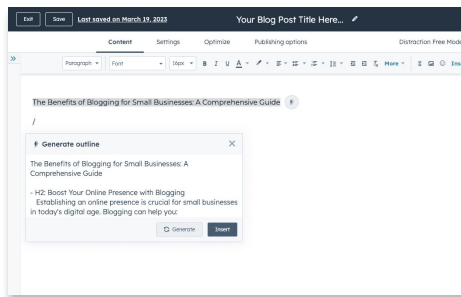 Exit Save Last saved on March 19, 2023 Your Blog Post Title Here...
Content Settings Optimize Publishing options Distraction Free Mode
Paragraph Font 16px B I U A More Ins
The Benefits of Blogging for Small Businesses: A Comprehensive Guide
/
Generate outline
The Benefits of Blogging for Small Businesses: A
Comprehensive Guide
- H2: Boost Your Online Presence with Blogging
Establishing an online presence is crucial for small businesses
in today's digital age. Blogging can help you:
Generate Insert